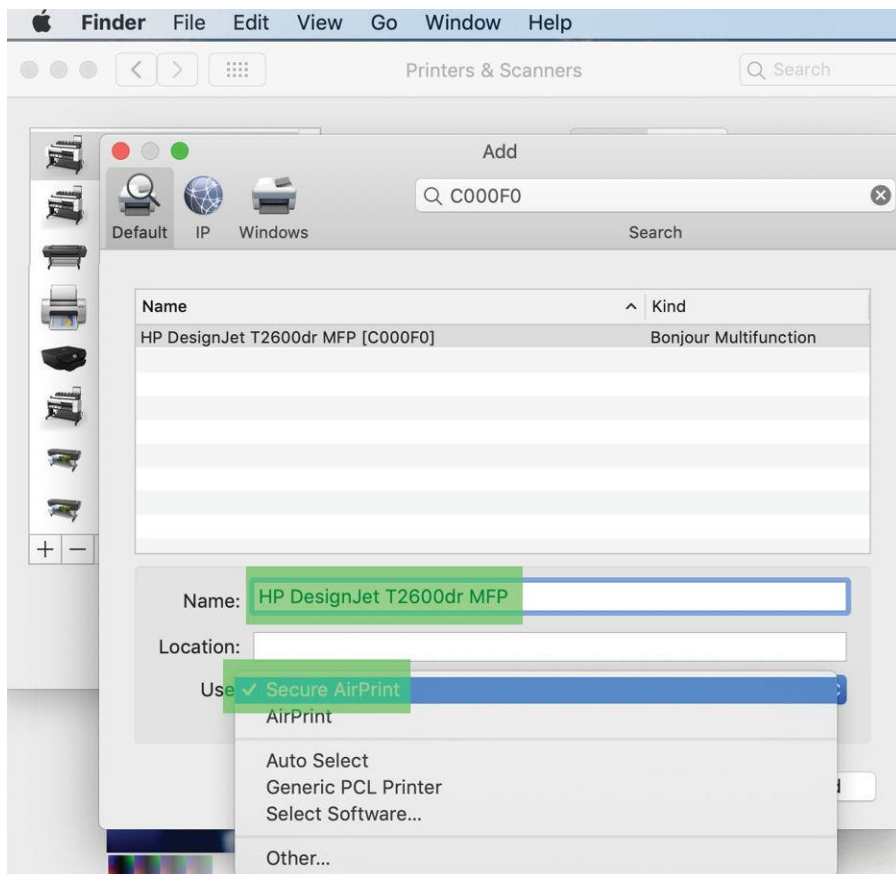 Finder File Edit View Go Window Help
Printers & Scanners Search
Add
C000F0
Default IP Windows Search
Name Kind
HP DesignJet T2600dr MFP [C000F0] Bonjour Multifunction
Name: HP DesignJet T2600dr MFP
Location:
Use ✓ Secure AirPrint
AirPrint
Auto Select
Generic PCL Printer
Select Software...
Other...